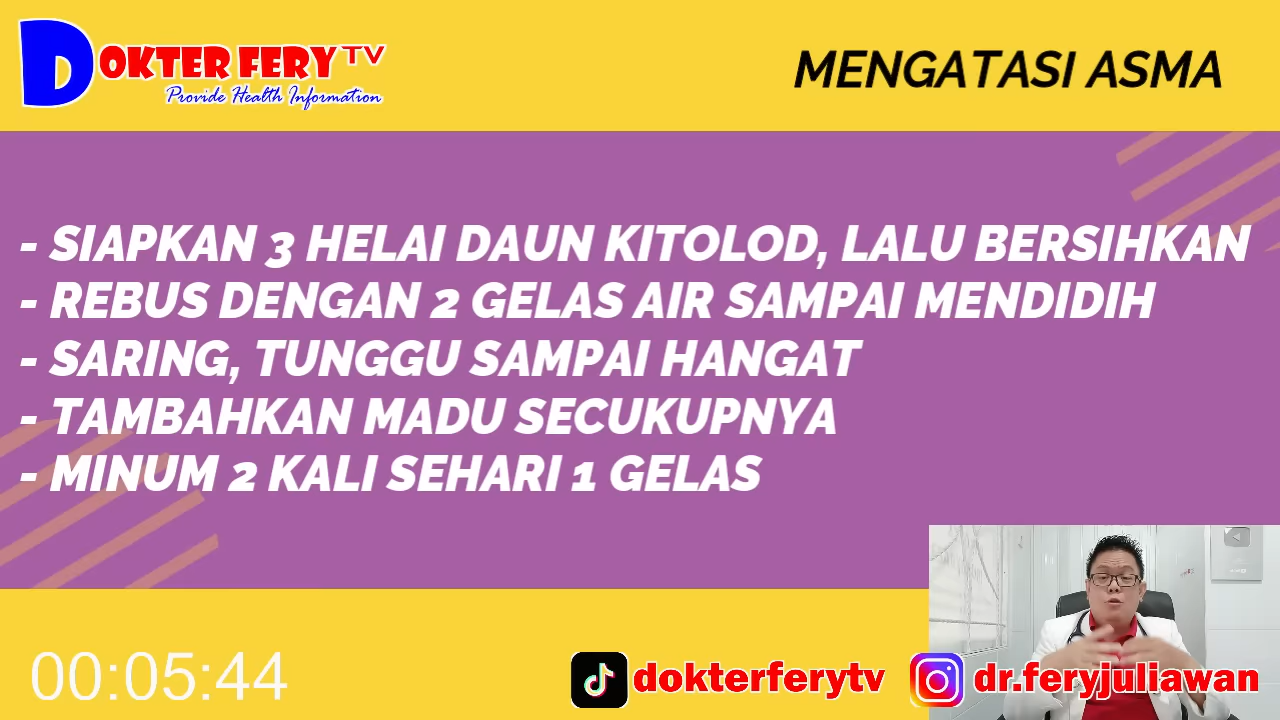 DOKTER FERY TV
Provide Health Information
MENGATASI ASMA
- SIAPKAN 3 HELAI DAUN KITOLOD, LALU BERSIHKAN
- REBUS DENGAN 2 GELAS AIR SAMPAI MENDIDIH
- SARING, TUNGGU SAMPAI HANGAT
- TAMBAHKAN MADU SECUKUPNYA
- MINUM 2 KALI SEHARI 1 GELAS
00:05:44
dokterferytv
dr.feryjuliawan